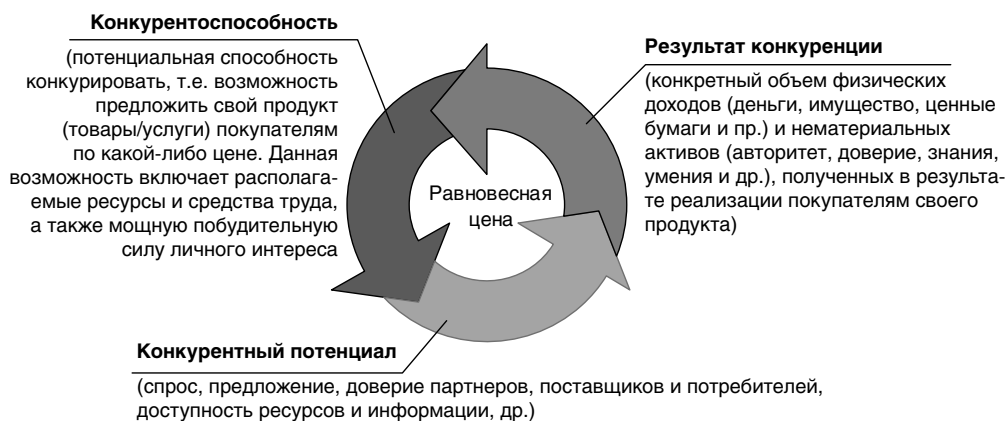 Конкурентоспособность
(потенциальная способность
конкурировать, т.е. возможность
предложить свой продукт
(товары/услуги) покупателям
по какой-либо цене. Данная
возможность включает располага-
емые ресурсы и средства труда,
а также мощную побудительную
силу личного интереса
Результат конкуренции
(конкретный объем физических
доходов (деньги, имущество, ценные
бумаги и пр.) и нематериальных
активов (авторитет, доверие, знания,
умения и др.), полученных в результа-
те реализации покупателям своего
продукта)
Равновесная
цена
Конкурентный потенциал
(спрос, предложение, доверие партнеров, поставщиков и потребителей,
доступность ресурсов и информации, др.)